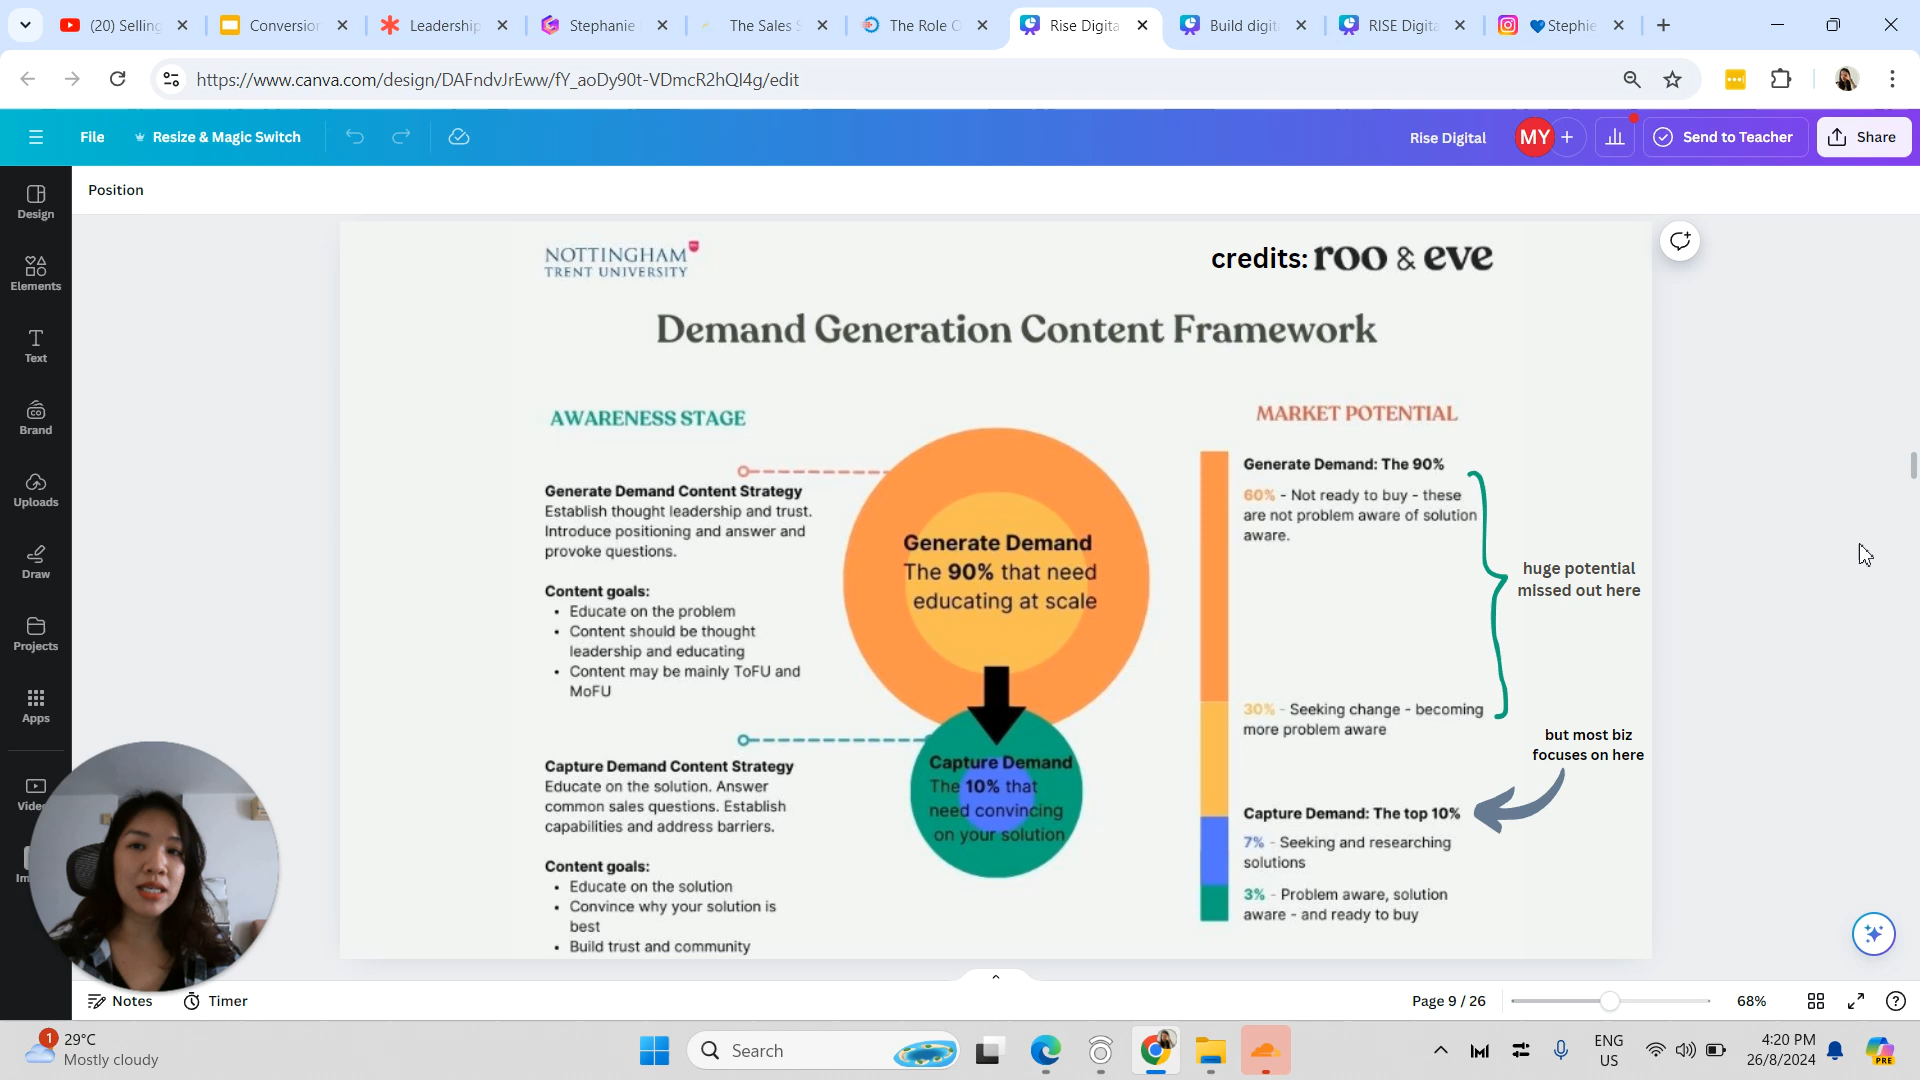 (20) Selling
Conversion
Leadership
Stephanie
The Sales S
The Role O
Rise Digita
Build digit
RISE Digita
Stephie
https://www.canva.com/design/DAFndvJrEww/fY_aoDy90t-VDmcR2hQI4g/edit
File
Resize & Magic Switch
Rise Digital
MY
Send to Teacher
Share
Position
Design
Elements
Text
Brand
Uploads
Draw
Projects
Apps
NOTTINGHAM
TRENT UNIVERSITY
credits: roo & eve
Demand Generation Content Framework
AWARENESS STAGE
Generate Demand Content Strategy
Establish thought leadership and trust.
Introduce positioning and answer and
provoke questions.
Content goals:
• Educate on the problem
• Content should be thought
leadership and educating
• Content may be mainly ToFU and
MoFU
Capture Demand Content Strategy
Educate on the solution. Answer
common sales questions. Establish
capabilities and address barriers.
Content goals:
• Educate on the solution
• Convince why your solution is
best
• Build trust and community
Generate Demand
The 90% that need
educating at scale
Capture Demand
The 10% that
need convincing
on your solution
MARKET POTENTIAL
Generate Demand: The 90%
60% - Not ready to buy - these
are not problem aware of solution
aware.
huge potential
missed out here
30% - Seeking change - becoming
more problem aware
but most biz
focuses on here
Capture Demand: The top 10%
7% - Seeking and researching
solutions
3% - Problem aware, solution
aware - and ready to buy
Notes
Timer
Page 9 / 26
68%
1
29°C
Mostly cloudy
Search
ENG
US
4:20 PM
26/8/2024
PRE